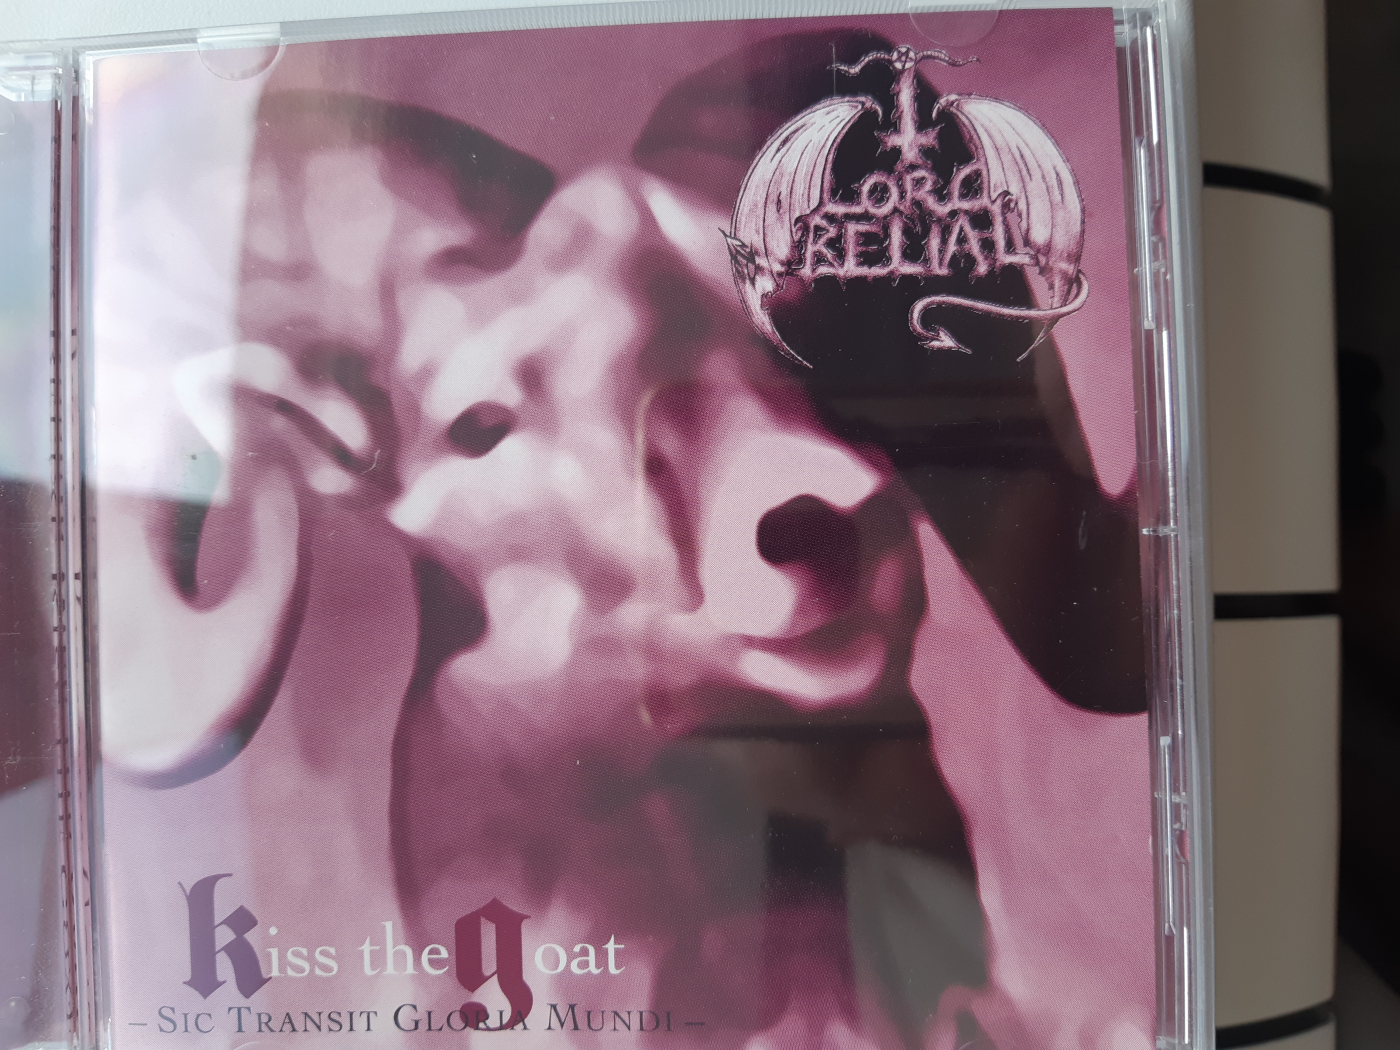 LORD
BELIAL
kiss the goat
– SIC TRANSIT GLORIA MUNDI –